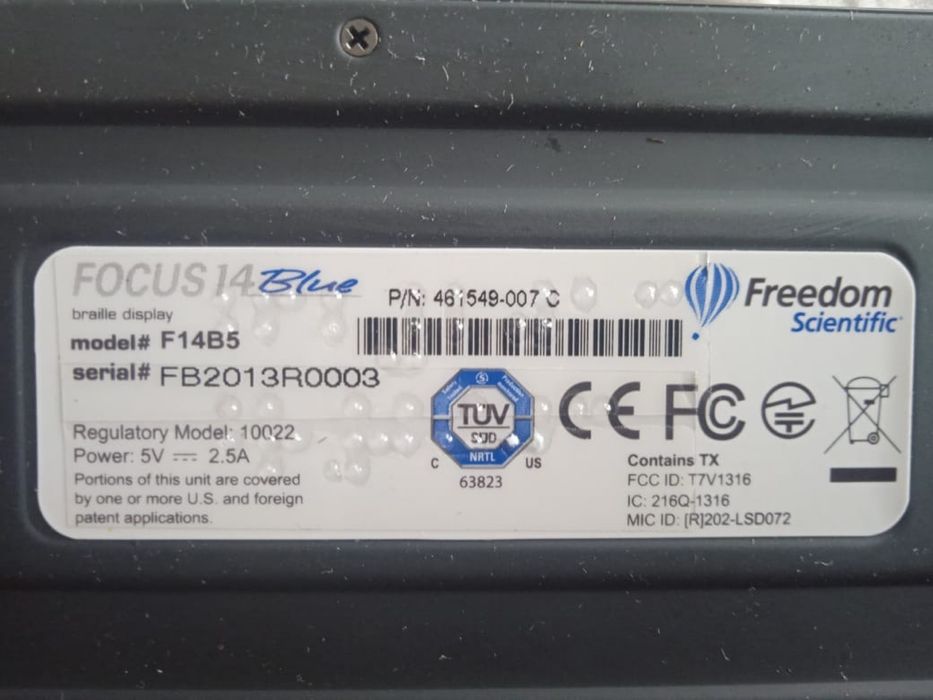 FOCUS 14 Blue
braille display
model# F14B5
serial# FB2013R0003
P/N: 461549-007 C
Freedom
Scientific
Regulatory Model: 10022
Power: 5V ⎓ 2.5A
Portions of this unit are covered
by one or more U.S. and foreign
patent applications.
TÜV
SÜD
NRTL
C US
63823
CE FC
Contains TX
FCC ID: T7V1316
IC: 216Q-1316
MIC ID: [R]202-LSD072